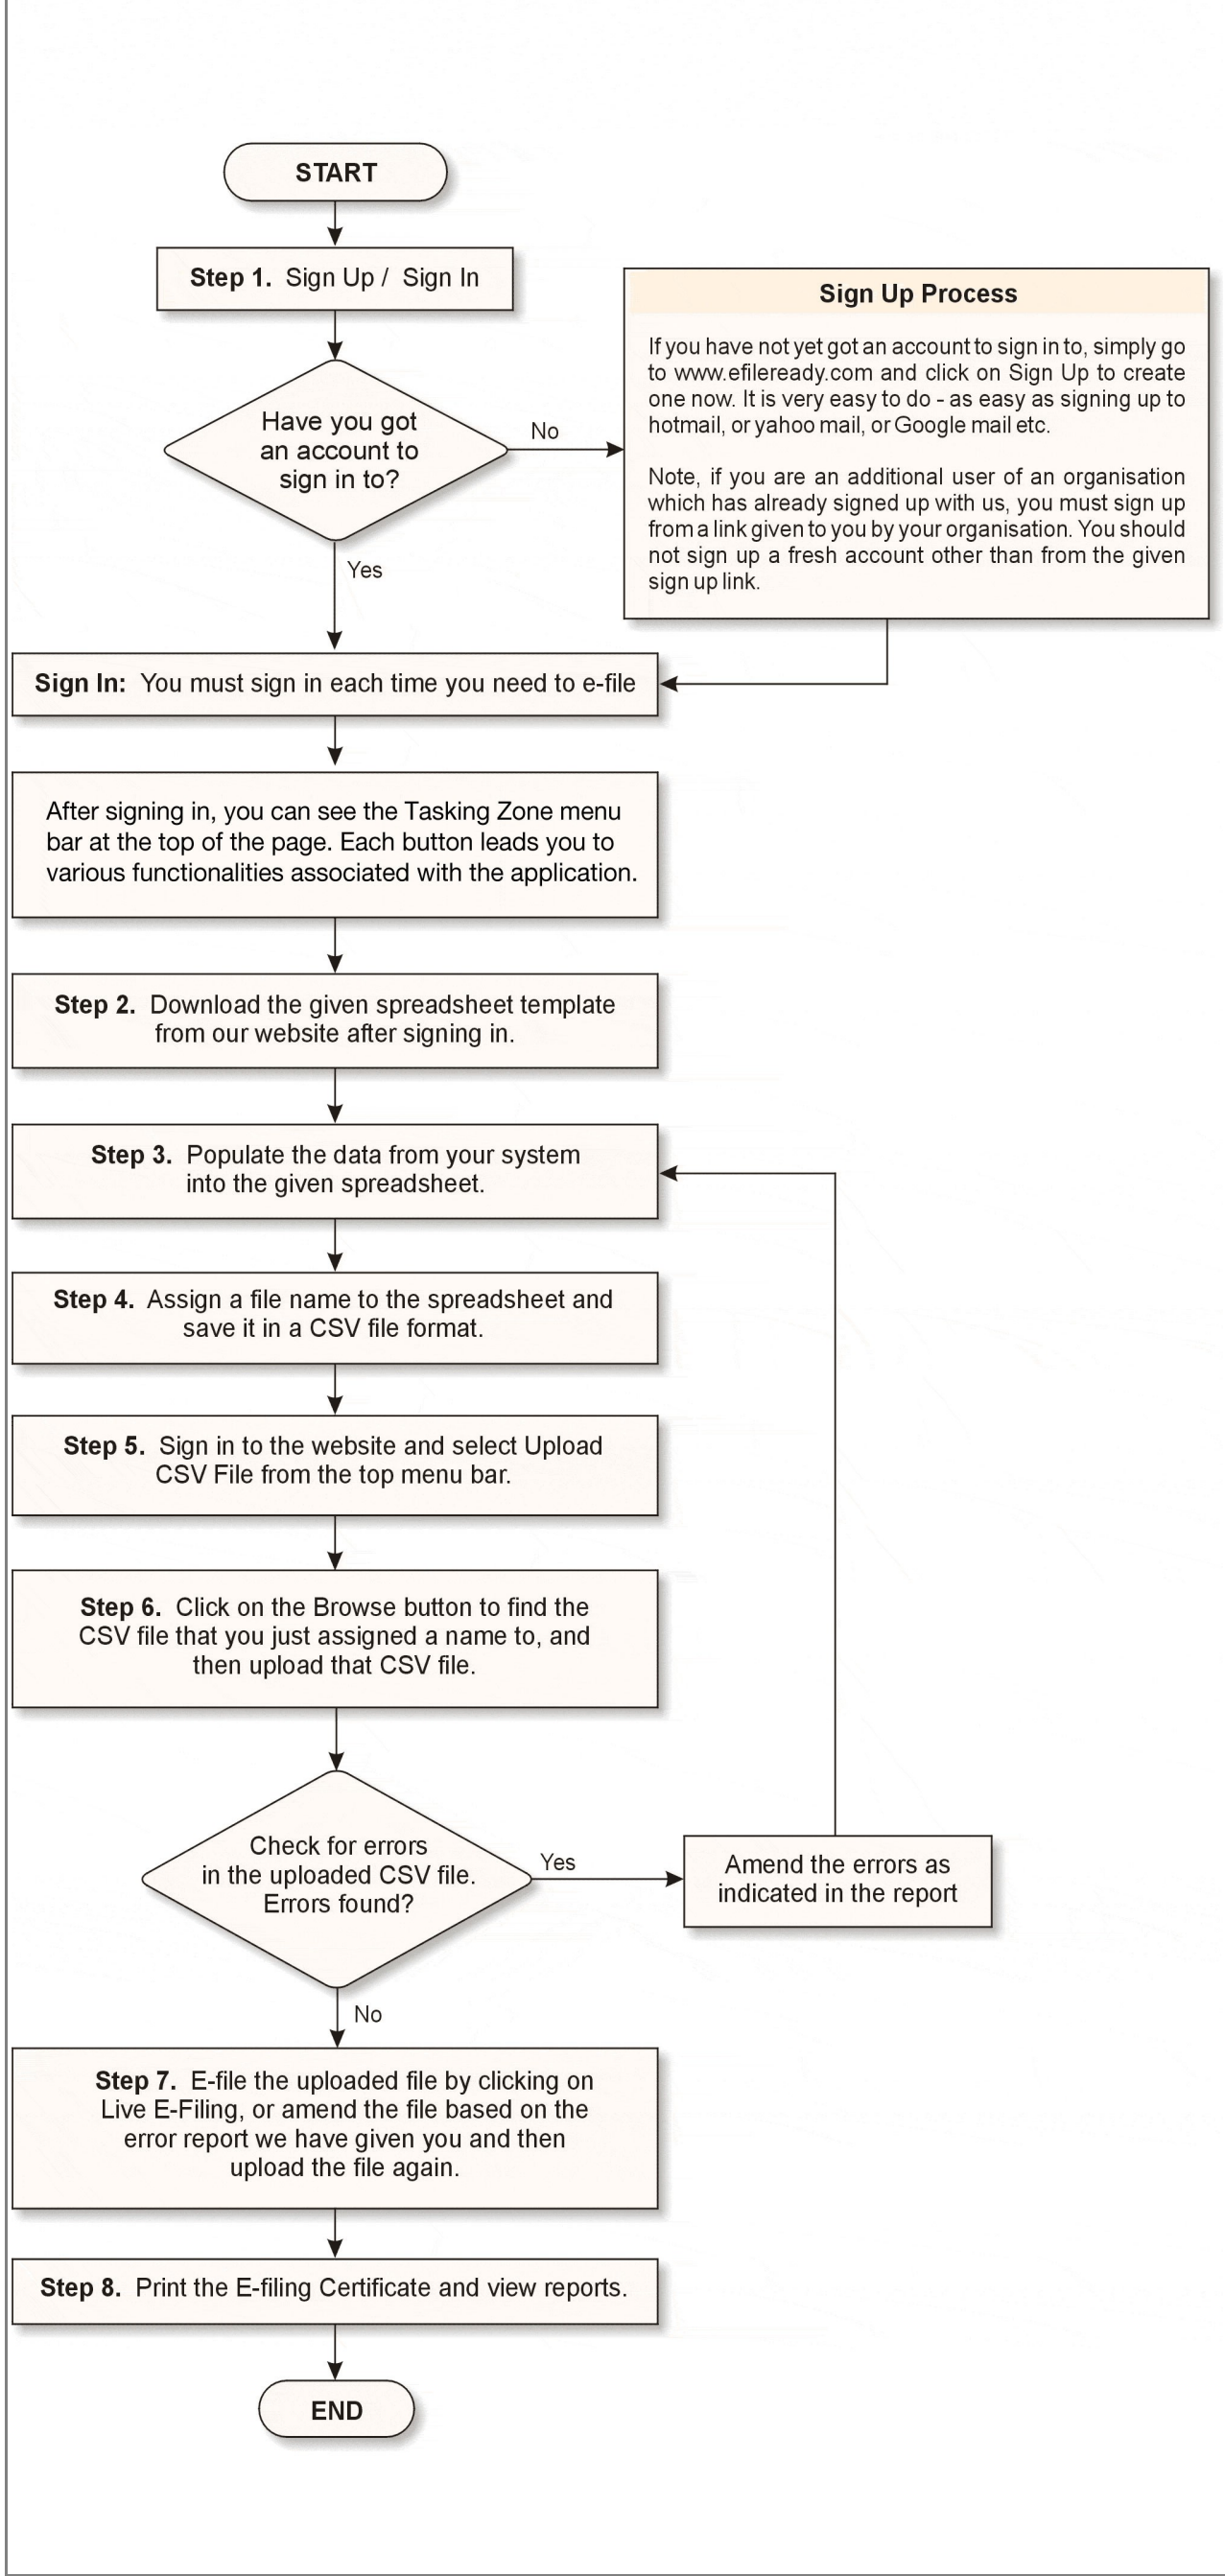 START
Step 1. Sign Up / Sign In
Have you got
an account to
sign in to?
No
Sign Up Process
If you have not yet got an account to sign in to, simply go
to www.efileready.com and click on Sign Up to create
one now. It is very easy to do - as easy as signing up to
hotmail, or yahoo mail, or Google mail etc.
Note, if you are an additional user of an organisation
which has already signed up with us, you must sign up
from a link given to you by your organisation. You should
not sign up a fresh account other than from the given
sign up link.
Yes
Sign In: You must sign in each time you need to e-file
After signing in, you can see the Tasking Zone menu
bar at the top of the page. Each button leads you to
various functionalities associated with the application.
Step 2. Download the given spreadsheet template
from our website after signing in.
Step 3. Populate the data from your system
into the given spreadsheet.
Step 4. Assign a file name to the spreadsheet and
save it in a CSV file format.
Step 5. Sign in to the website and select Upload
CSV File from the top menu bar.
Step 6. Click on the Browse button to find the
CSV file that you just assigned a name to, and
then upload that CSV file.
Check for errors
in the uploaded CSV file.
Errors found?
Yes
Amend the errors as
indicated in the report
No
Step 7. E-file the uploaded file by clicking on
Live E-Filing, or amend the file based on the
error report we have given you and then
upload the file again.
Step 8. Print the E-filing Certificate and view reports.
END